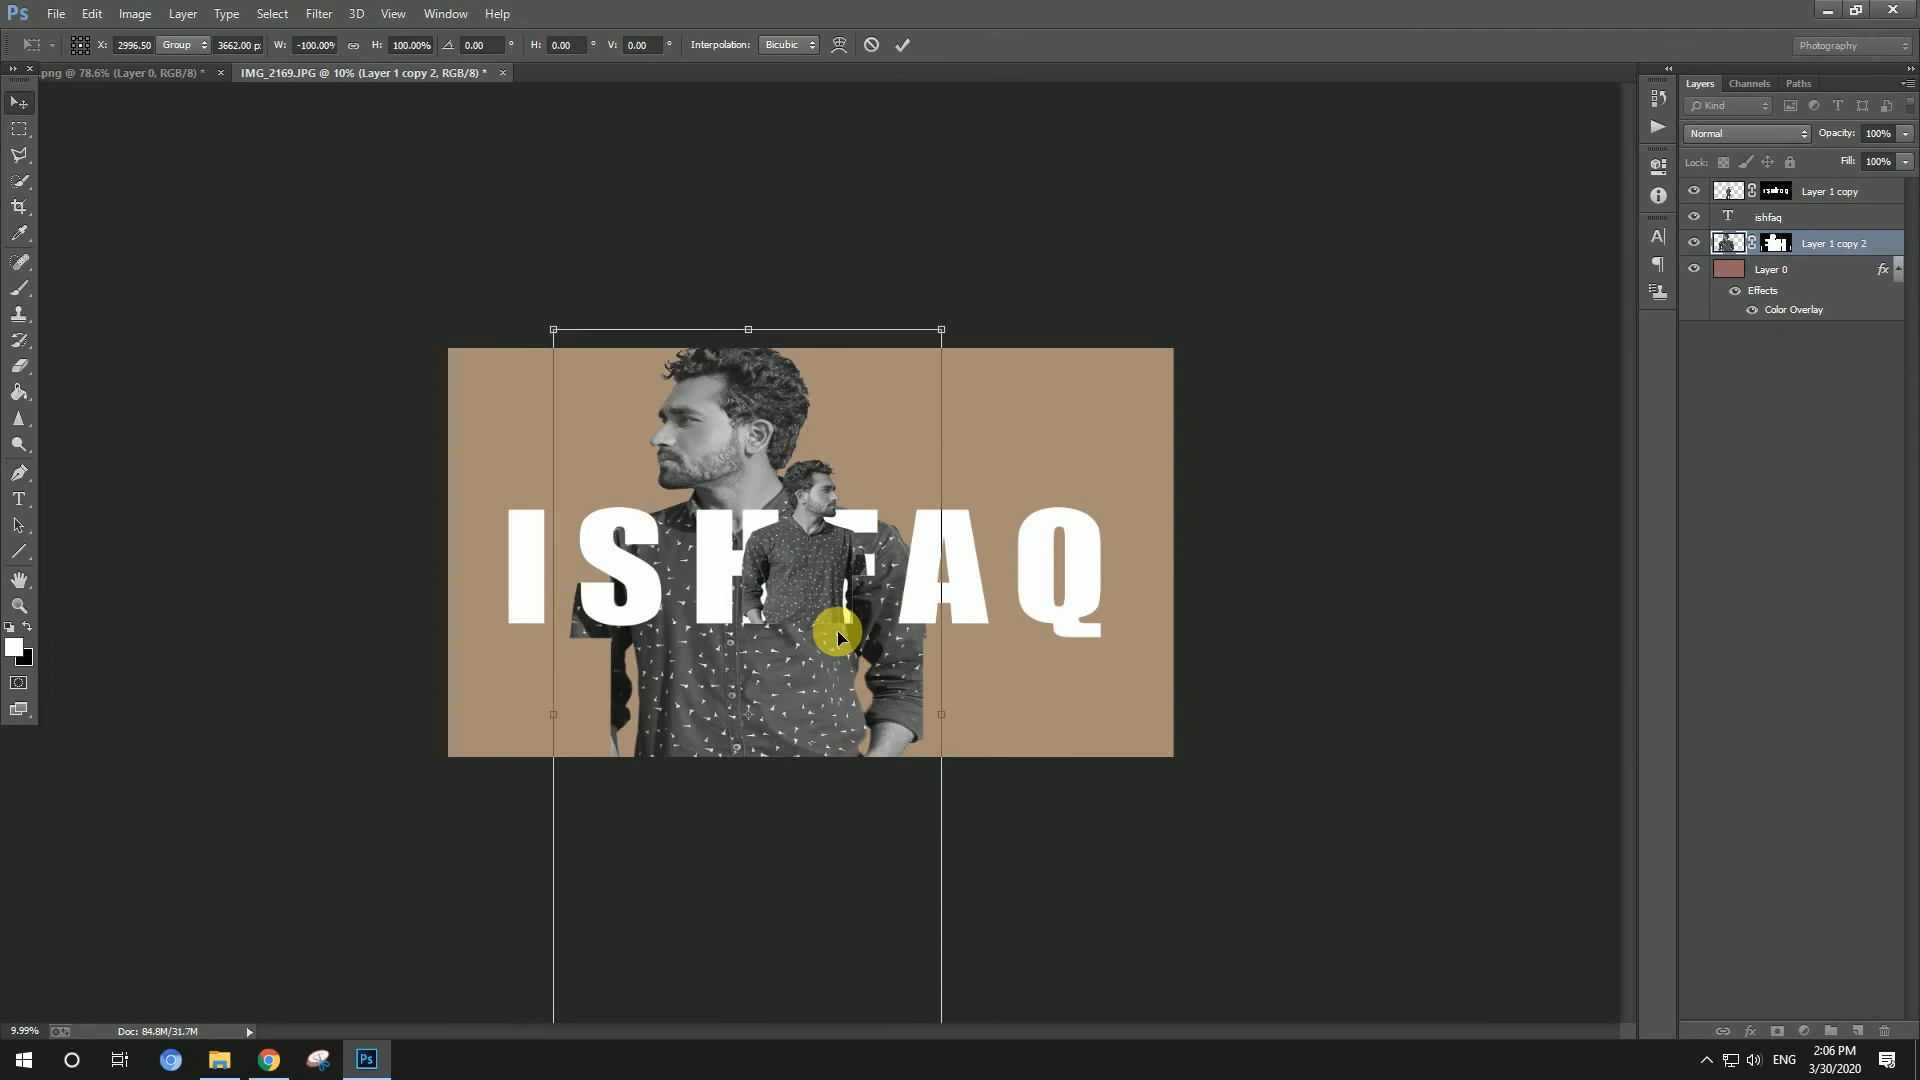 Ps File Edit Image Layer Type Select Filter 3D View Window Help
X: 2996.50 Group 3662.00 p: W: -100.00% H: 100.00% 0.00 ° H: 0.00 ° V: 0.00 ° Interpolation: Bicubic Photography
.png @ 78.6% (Layer 0, RGB/8) * × IMG_2169.JPG @ 10% (Layer 1 copy 2, RGB/8) * ×
Layers Channels Paths
Kind
Normal Opacity: 100%
Lock: Fill: 100%
Layer 1 copy
T ishfaq
Layer 1 copy 2
Layer 0 fx
Effects
Color Overlay
ISHFAQ
9.99% Doc: 84.8M/31.7M
Ps ENG 2:06 PM
3/30/2020